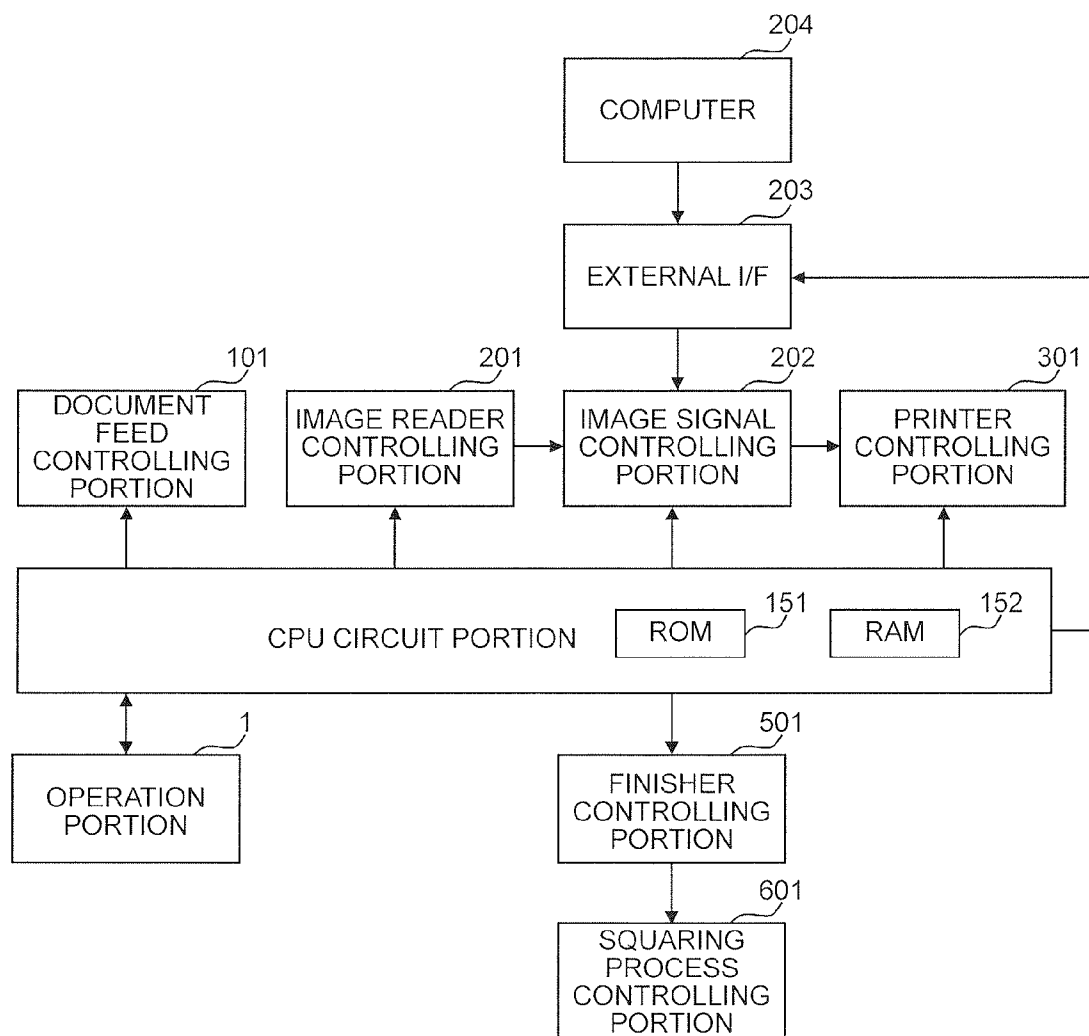 204
COMPUTER
203
EXTERNAL I/F
101
201
202
301
DOCUMENT
FEED
CONTROLLING
PORTION
IMAGE READER
CONTROLLING
PORTION
IMAGE SIGNAL
CONTROLLING
PORTION
PRINTER
CONTROLLING
PORTION
CPU CIRCUIT PORTION
ROM
151
RAM
152
1
OPERATION
PORTION
501
FINISHER
CONTROLLING
PORTION
601
SQUARING
PROCESS
CONTROLLING
PORTION